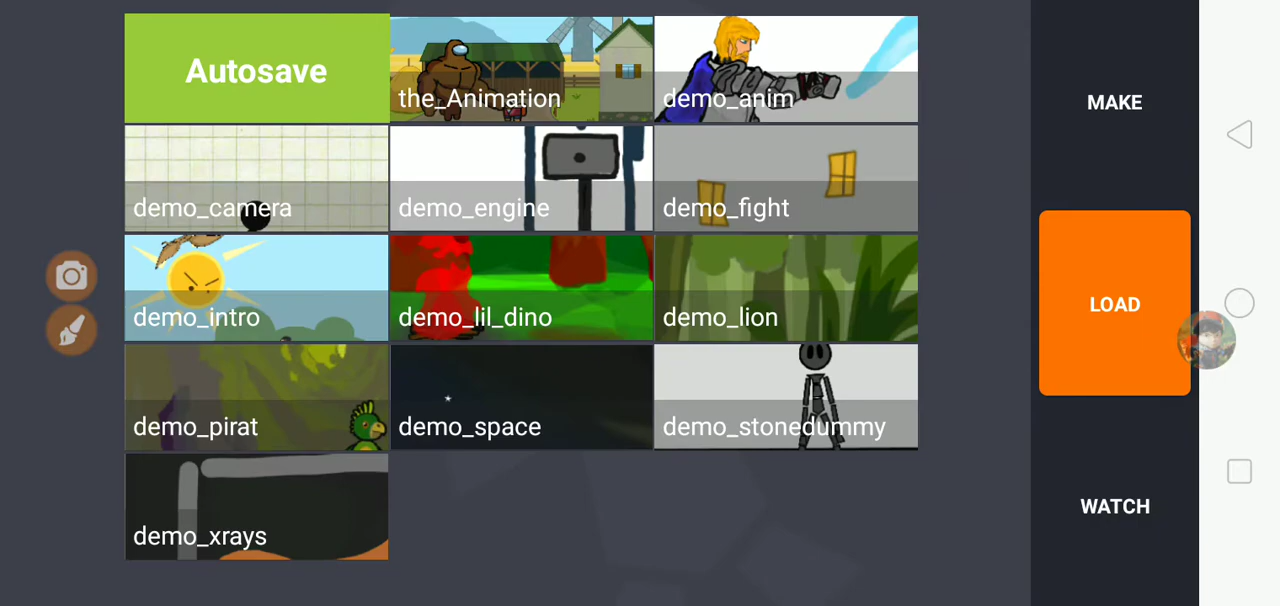 Autosave
the_Animation
demo_anim
demo_camera
demo_engine
demo_fight
demo_intro
demo_lil_dino
demo_lion
demo_pirat
demo_space
demo_stonedummy
demo_xrays
MAKE
LOAD
WATCH